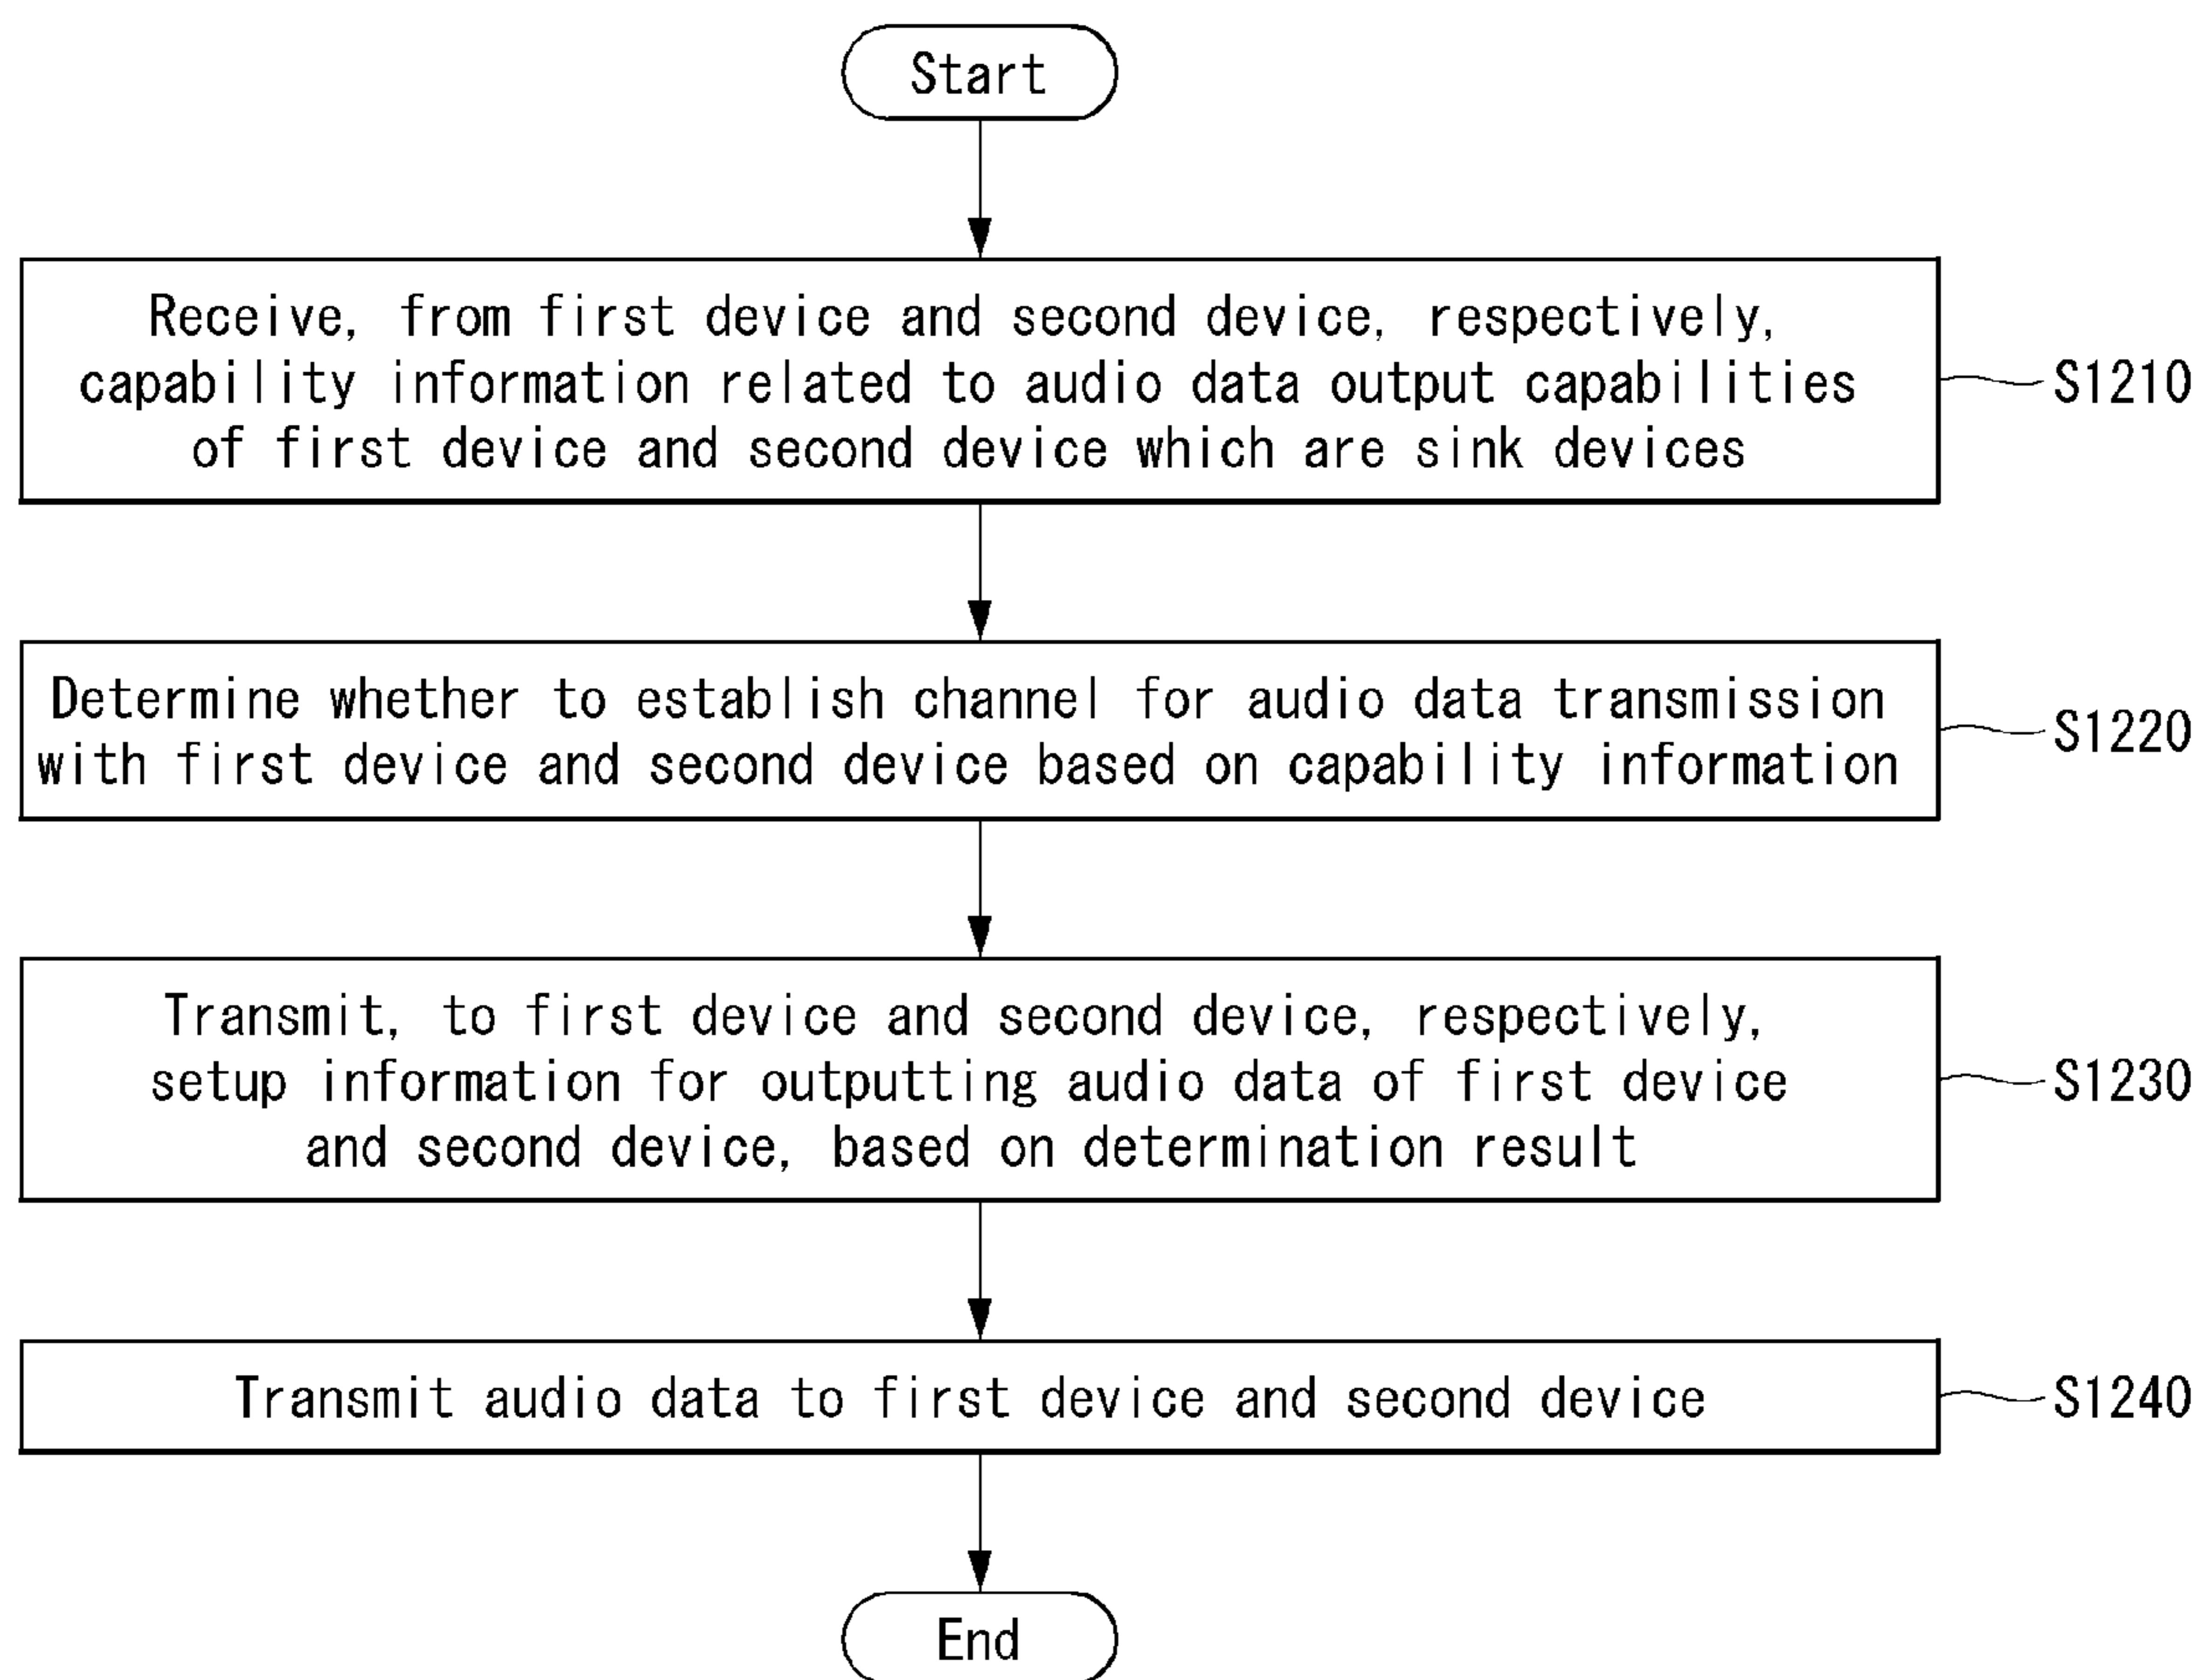 Start
Receive, from first device and second device, respectively,
capability information related to audio data output capabilities
of first device and second device which are sink devices
S1210
Determine whether to establish channel for audio data transmission
with first device and second device based on capability information
S1220
Transmit, to first device and second device, respectively,
setup information for outputting audio data of first device
and second device, based on determination result
S1230
Transmit audio data to first device and second device
S1240
End